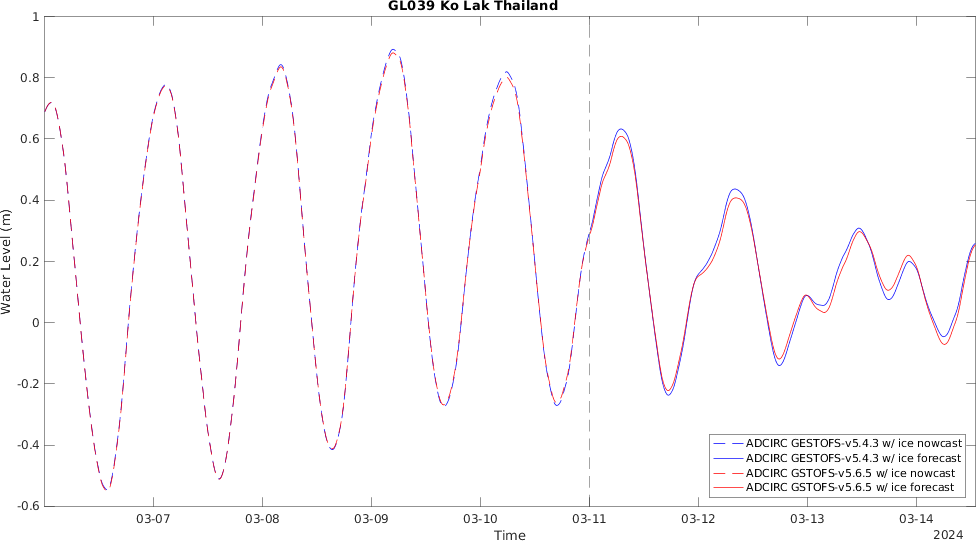 GL039 Ko Lak Thailand
1
0.8
0.6
0.4
0.2
0
-0.2
-0.4
-0.6
Water Level (m)
03-07 03-08 03-09 03-10 03-11 03-12 03-13 03-14
Time
2024
ADCIRC GESTOFS-v5.4.3 w/ ice nowcast
ADCIRC GESTOFS-v5.4.3 w/ ice forecast
ADCIRC GSTOFS-v5.6.5 w/ ice nowcast
ADCIRC GSTOFS-v5.6.5 w/ ice forecast